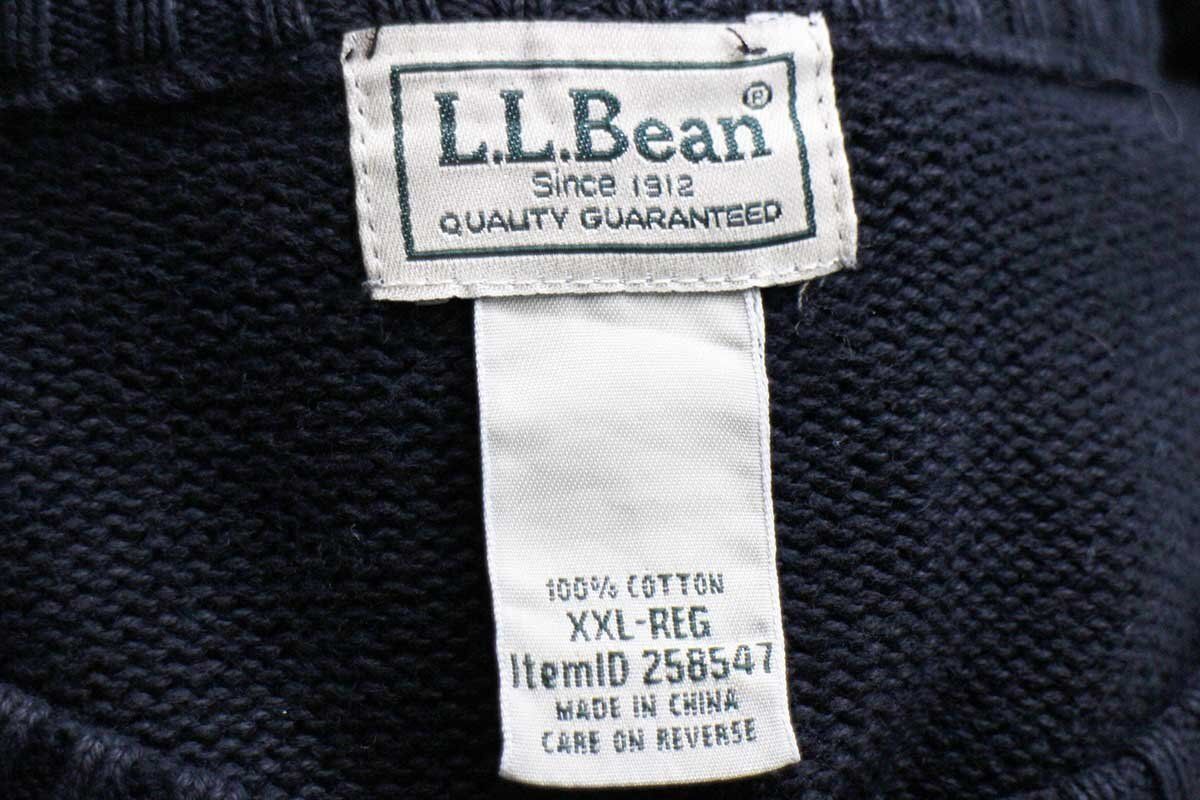 L.L.Bean®
Since 1912
QUALITY GUARANTEED
100% COTTON
XXL-REG
ItemID 258547
MADE IN CHINA
CARE ON REVERSE